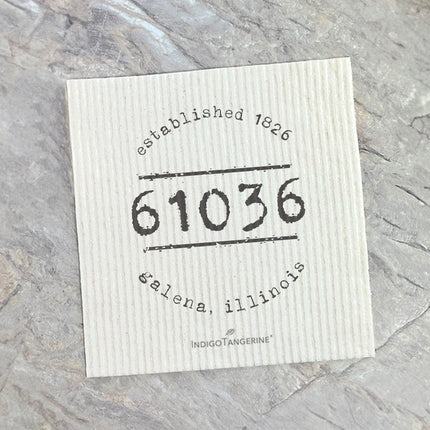 established 1826
61036
galena, illinois
INDIGOTANGERINE®